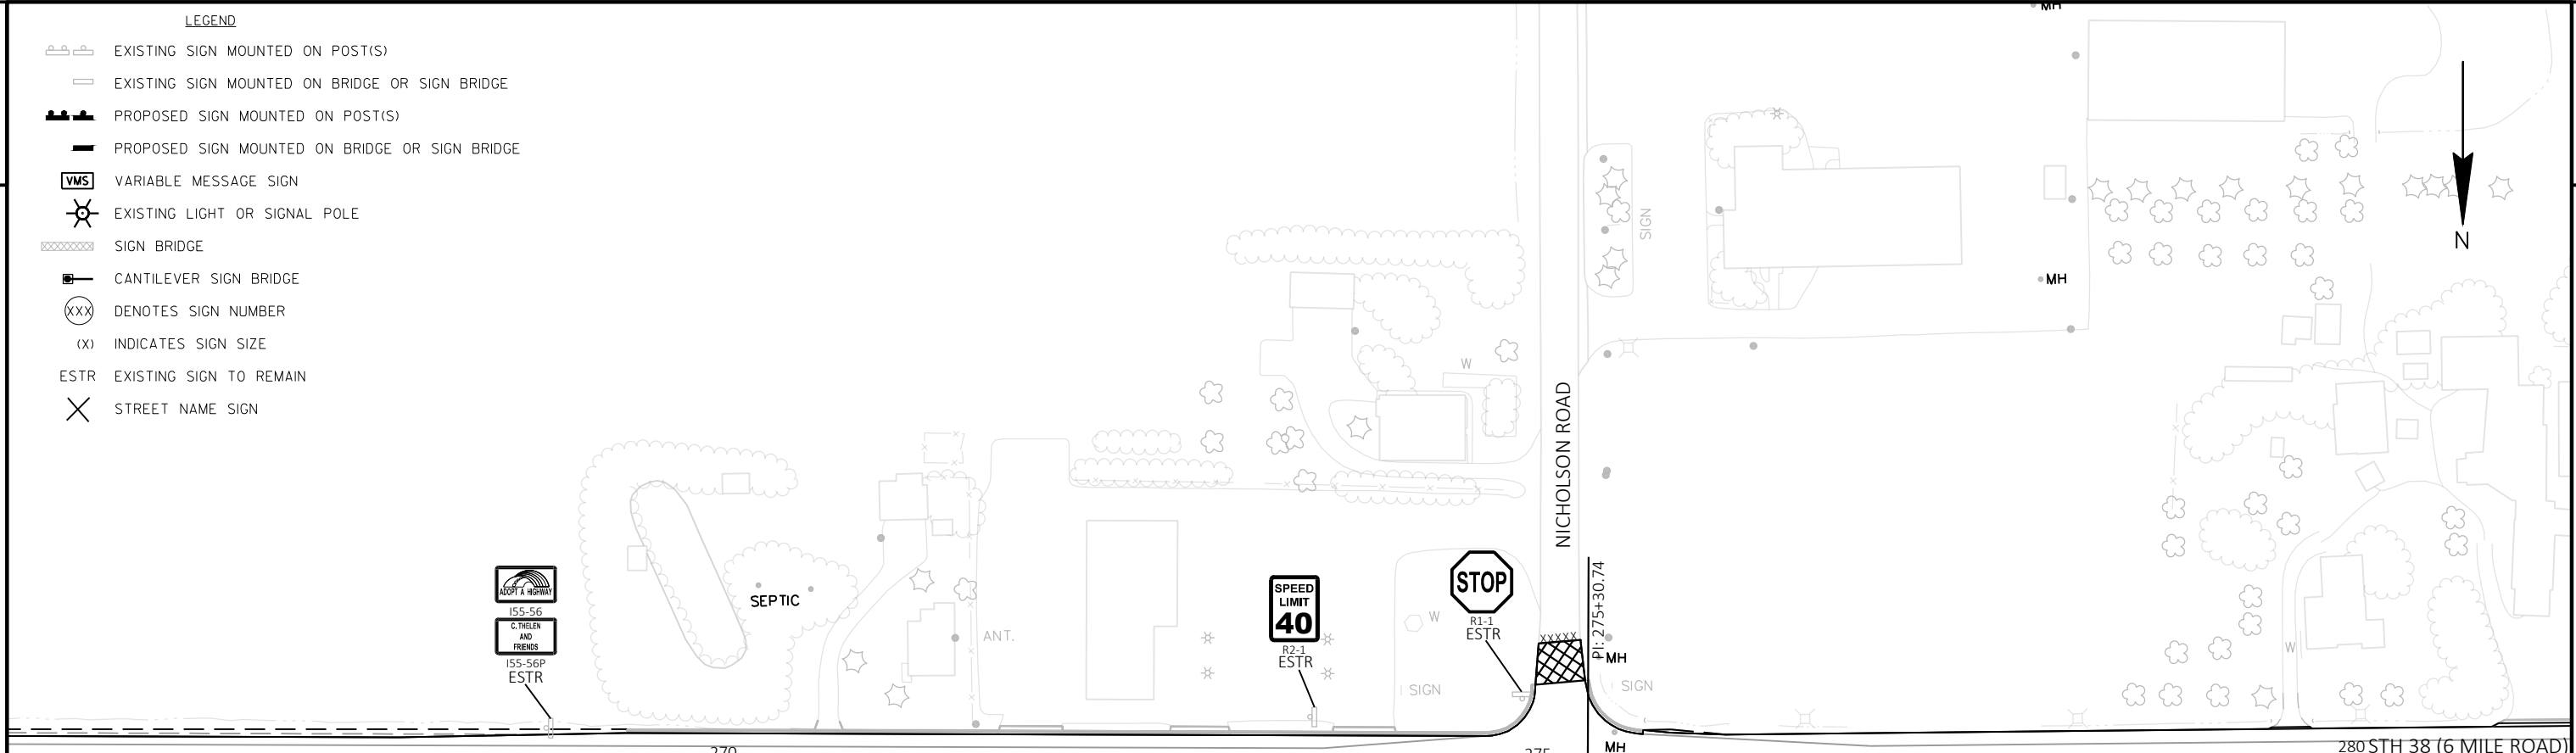 LEGEND
EXISTING SIGN MOUNTED ON POST(S)
EXISTING SIGN MOUNTED ON BRIDGE OR SIGN BRIDGE
PROPOSED SIGN MOUNTED ON POST(S)
PROPOSED SIGN MOUNTED ON BRIDGE OR SIGN BRIDGE
VMS VARIABLE MESSAGE SIGN
EXISTING LIGHT OR SIGNAL POLE
SIGN BRIDGE
CANTILEVER SIGN BRIDGE
XXX DENOTES SIGN NUMBER
(X) INDICATES SIGN SIZE
ESTR EXISTING SIGN TO REMAIN
STREET NAME SIGN
MH
N
SIGN
MH
W
NICHOLSON ROAD
ADOPT A HIGHWAY
I55-56
C. THELEN
AND
FRIENDS
I55-56P
ESTR
SEPTIC
ANT.
SPEED
LIMIT
40
R2-1
ESTR
STOP
R1-1
ESTR
W
SIGN
PI: 275+30.74
MH
SIGN
W
MH
270
275
280
STH 38 (6 MILE ROAD)